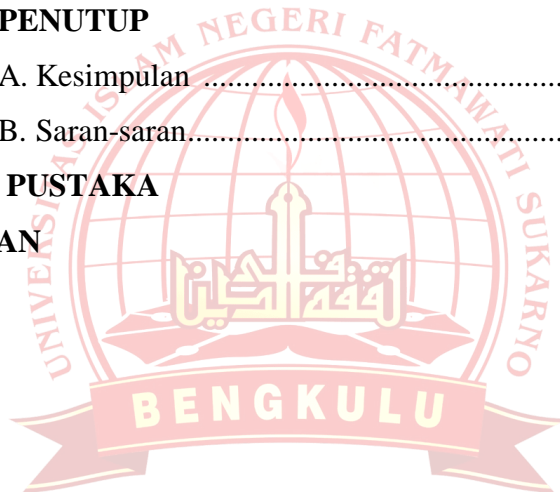 PENUTUP
A. Kesimpulan ............................................
B. Saran-saran...............................................
PUSTAKA
AN
UNIVERSITAS ISLAM NEGERI FATMAWATI SUKARNO
BENGKULU